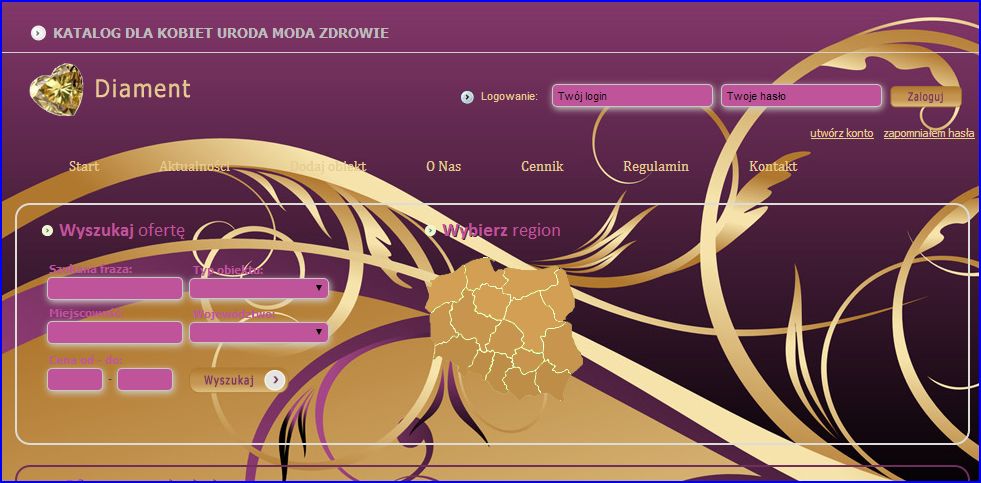 KATALOG DLA KOBIET URODA MODA ZDROWIE
Diament
Logowanie: Twój login Twoje hasło Zaloguj
utwórz konto zapomniałem hasła
Start Aktualności Dodaj obiekt O Nas Cennik Regulamin Kontakt
Wyszukaj ofertę Wybierz region
Szukana fraza: Typ obiektu:
Miejscowość: Województwo:
Cena od - do:
- Wyszukaj